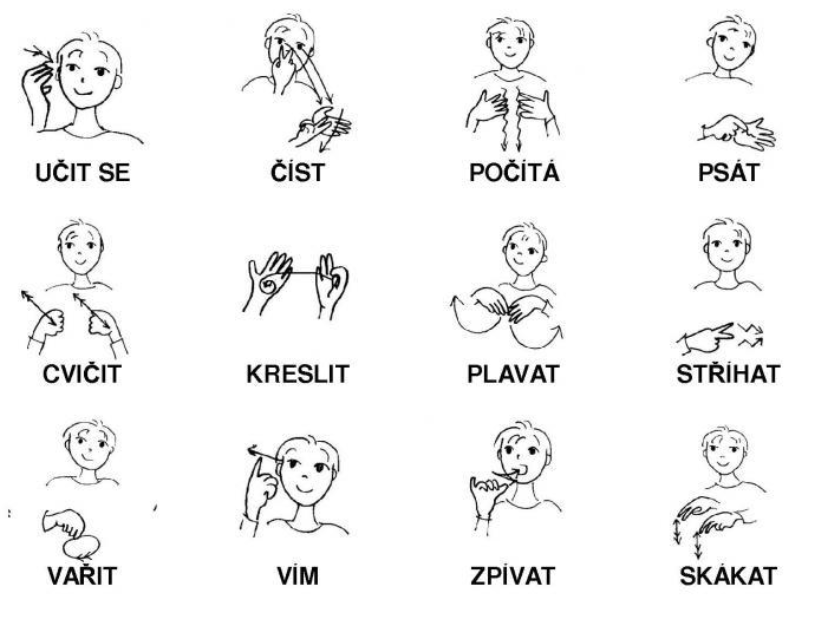 UČIT SE
ČÍST
POČÍTÁ
PSÁT
CVIČIT
KRESLIT
PLAVAT
STŘÍHAT
VAŘIT
VÍM
ZPÍVAT
SKÁKAT